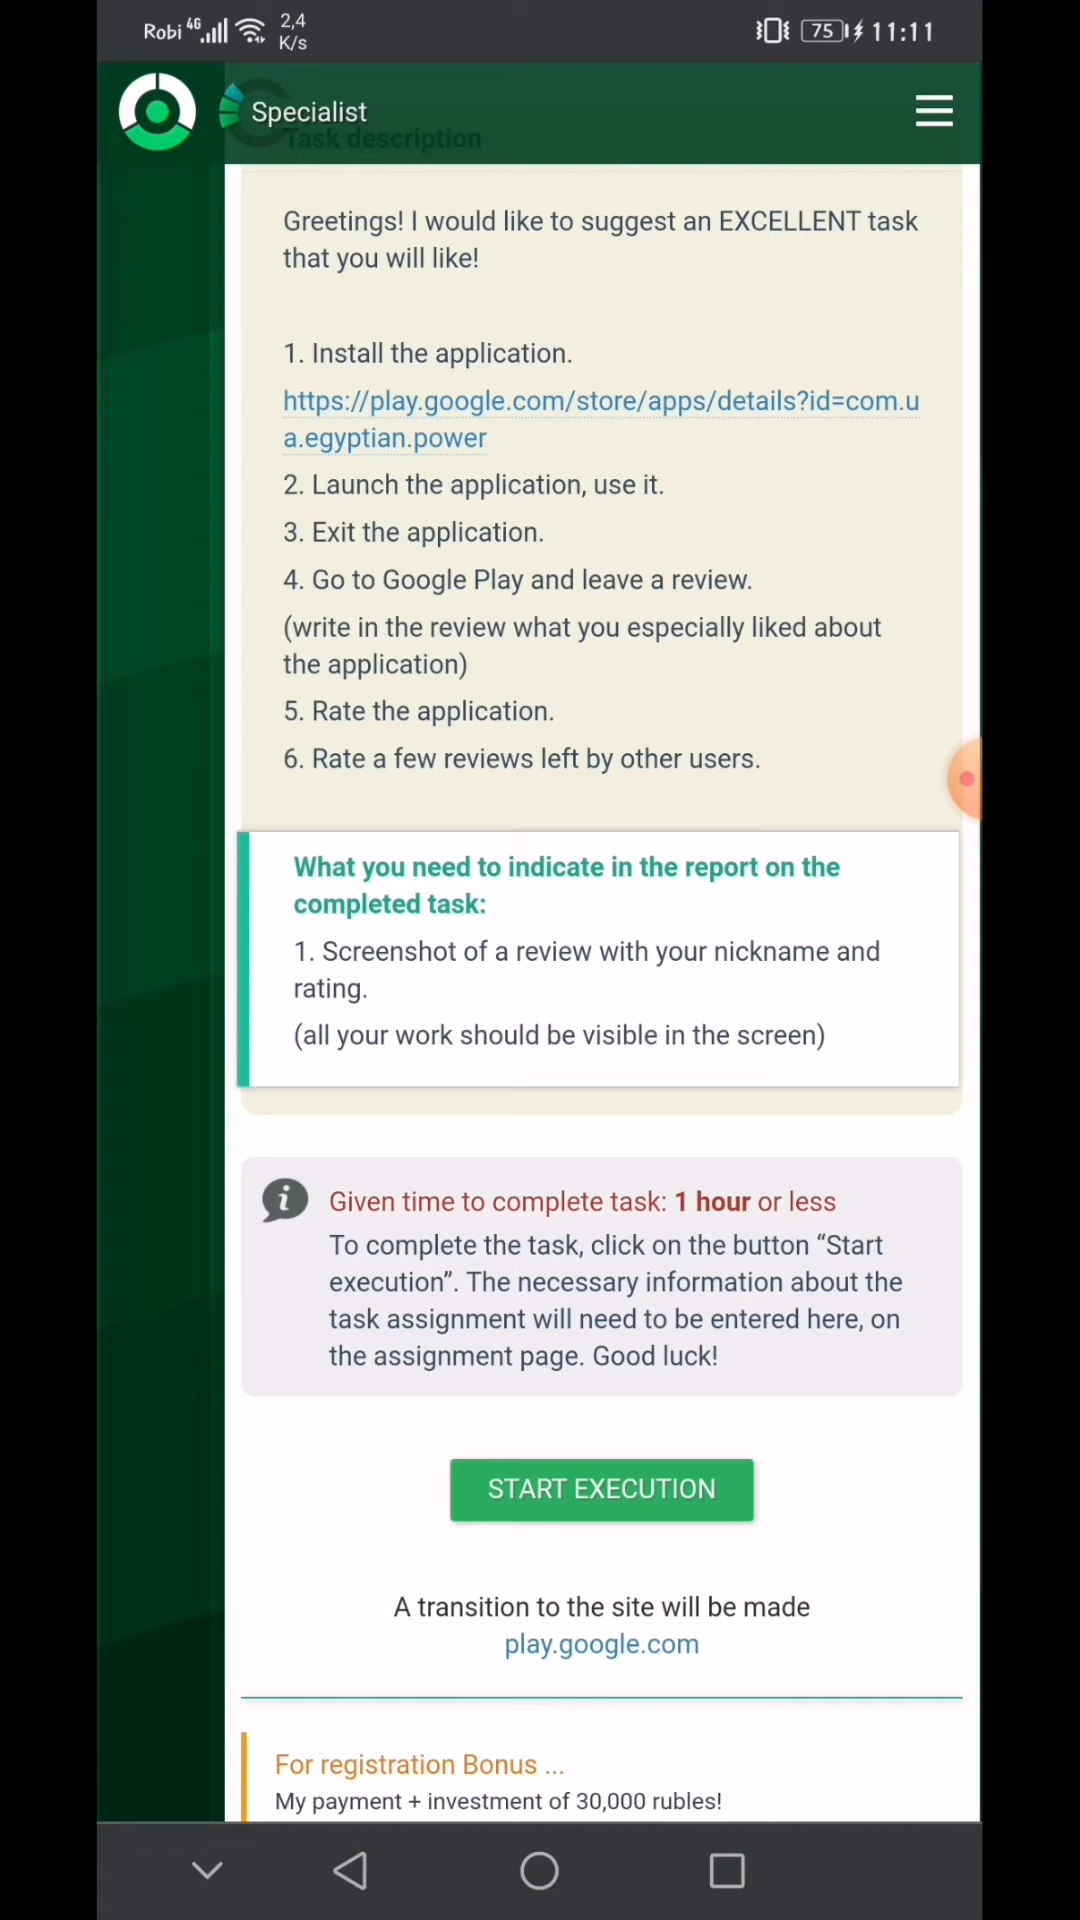 Robi 4G 2,4 K/s 75 11:11
Specialist
Task description
Greetings! I would like to suggest an EXCELLENT task
that you will like!
1. Install the application.
https://play.google.com/store/apps/details?id=com.u
a.egyptian.power
2. Launch the application, use it.
3. Exit the application.
4. Go to Google Play and leave a review.
(write in the review what you especially liked about
the application)
5. Rate the application.
6. Rate a few reviews left by other users.
What you need to indicate in the report on the
completed task:
1. Screenshot of a review with your nickname and
rating.
(all your work should be visible in the screen)
Given time to complete task: 1 hour or less
To complete the task, click on the button “Start
execution”. The necessary information about the
task assignment will need to be entered here, on
the assignment page. Good luck!
START EXECUTION
A transition to the site will be made
play.google.com
For registration Bonus ...
My payment + investment of 30,000 rubles!